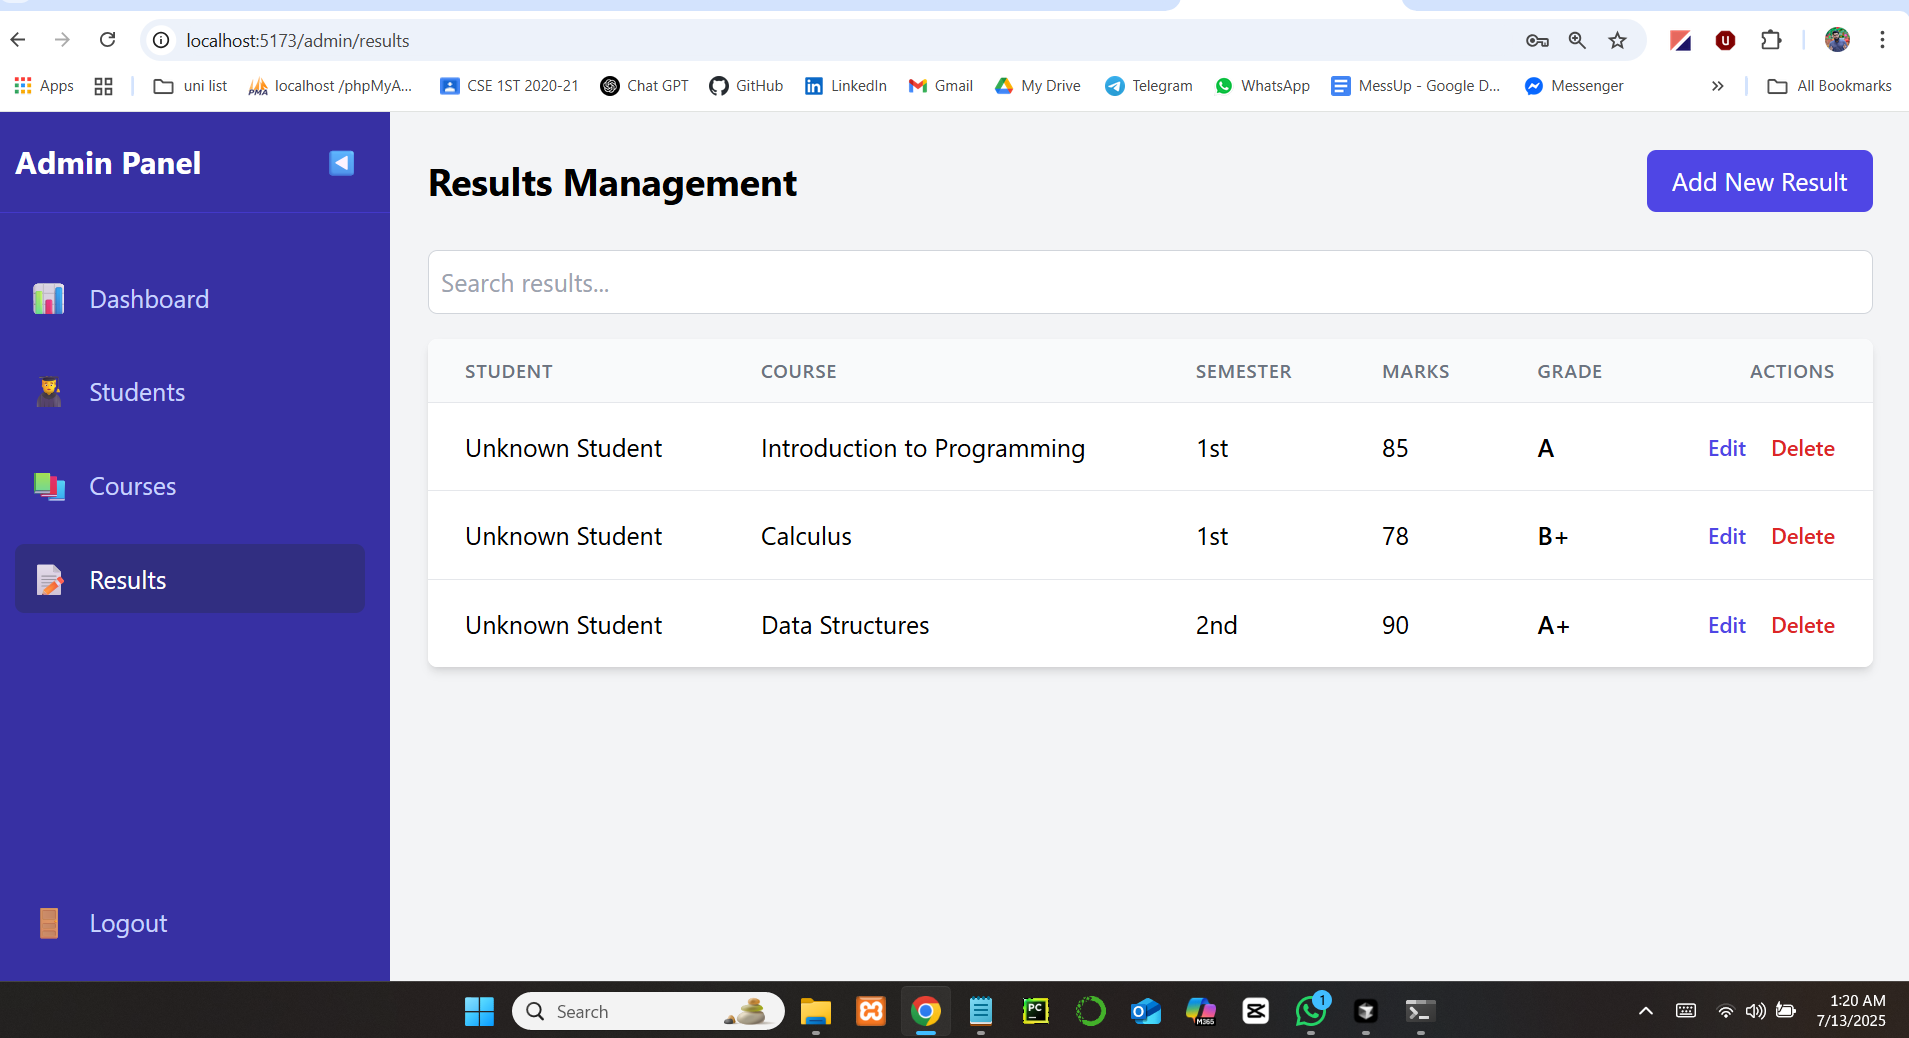 localhost:5173/admin/results
Apps uni list localhost /phpMyA... CSE 1ST 2020-21 Chat GPT GitHub LinkedIn Gmail My Drive Telegram WhatsApp MessUp - Google D... Messenger » All Bookmarks
Admin Panel
Dashboard
Students
Courses
Results
Logout
Results Management
Add New Result
Search results...
STUDENT COURSE SEMESTER MARKS GRADE ACTIONS
Unknown Student Introduction to Programming 1st 85 A Edit Delete
Unknown Student Calculus 1st 78 B+ Edit Delete
Unknown Student Data Structures 2nd 90 A+ Edit Delete
Search
PC
M365
1
1:20 AM
7/13/2025